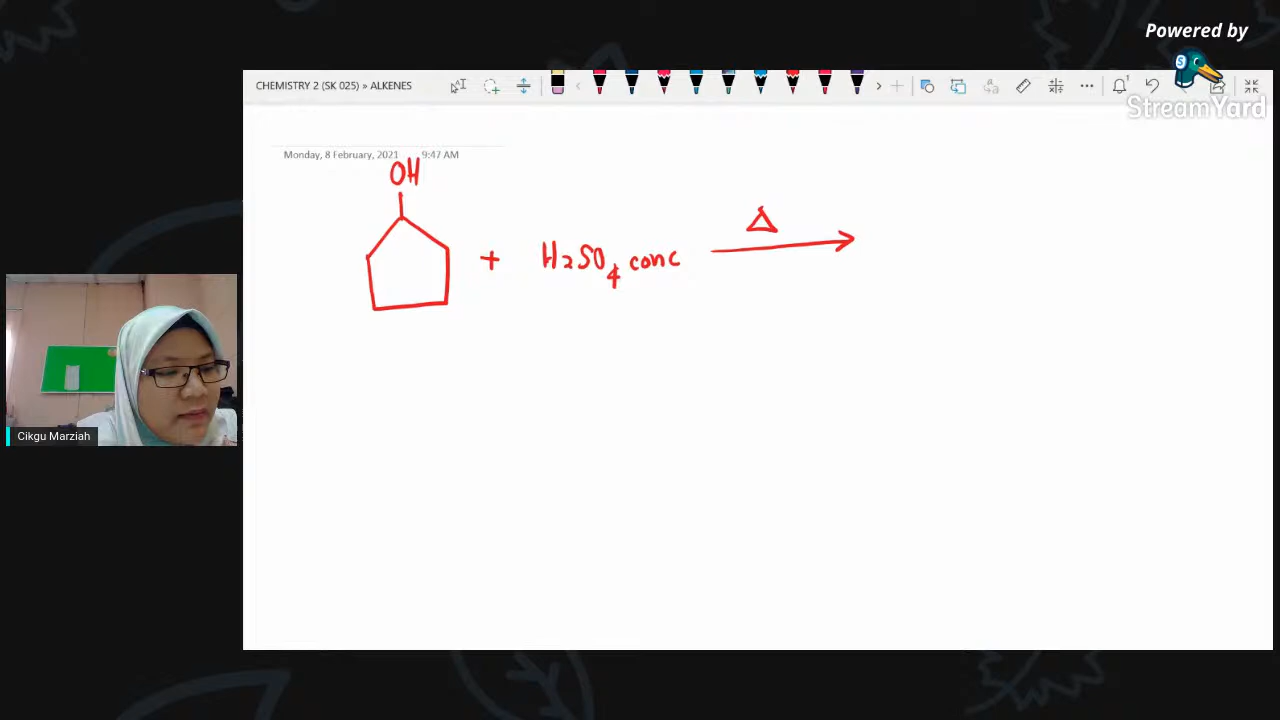 Powered by
StreamYard
CHEMISTRY 2 (SK 025) » ALKENES
Monday, 8 February, 2021 9:47 AM
OH
Δ
+ H₂SO₄ conc
Cikgu Marziah